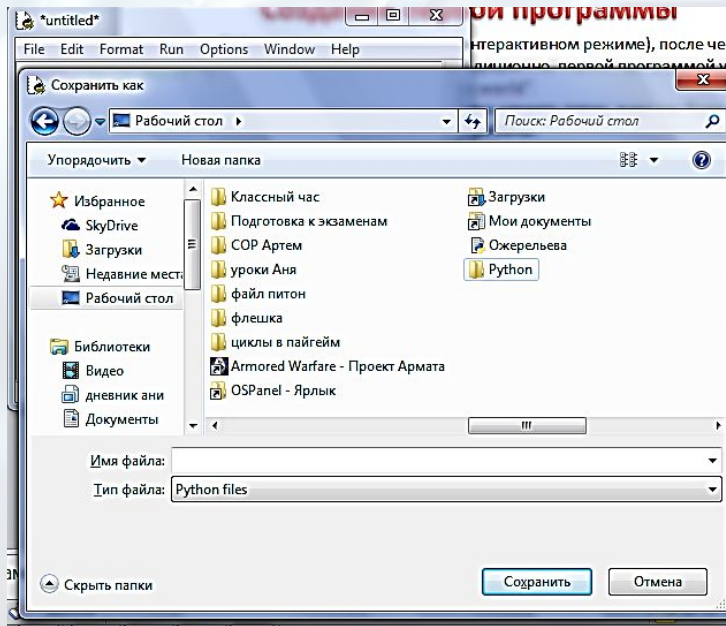 *untitled*
File Edit Format Run Options Window Help
ой программы
нтерактивном режиме), после че
первой программой
Сохранить как
Рабочий стол
Поиск: Рабочий стол
Упорядочить
Новая папка
Избранное
SkyDrive
Загрузки
Недавние места
Рабочий стол
Библиотеки
Видео
дневник ани
Документы
Классный час
Подготовка к экзаменам
СОР Артем
уроки Аня
файл питон
флешка
циклы в пайгейм
Armored Warfare - Проект Армата
OSPanel - Ярлык
Загрузки
Мои документы
Ожерельева
Python
Имя файла:
Тип файла: Python files
Скрыть папки
Сохранить
Отмена